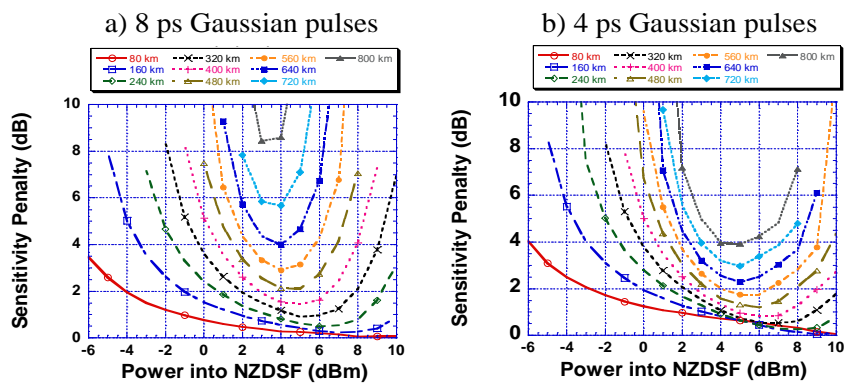 a) 8 ps Gaussian pulses
80 km
160 km
240 km
320 km
400 km
480 km
560 km
640 km
720 km
800 km
Sensitivity Penalty (dB)
10
8
6
4
2
0
-6 -4 -2 0 2 4 6 8 10
Power into NZDSF (dBm)
b) 4 ps Gaussian pulses
80 km
160 km
240 km
320 km
400 km
480 km
560 km
640 km
720 km
800 km
Sensitivity Penalty (dB)
10
8
6
4
2
0
-6 -4 -2 0 2 4 6 8 10
Power into NZDSF (dBm)